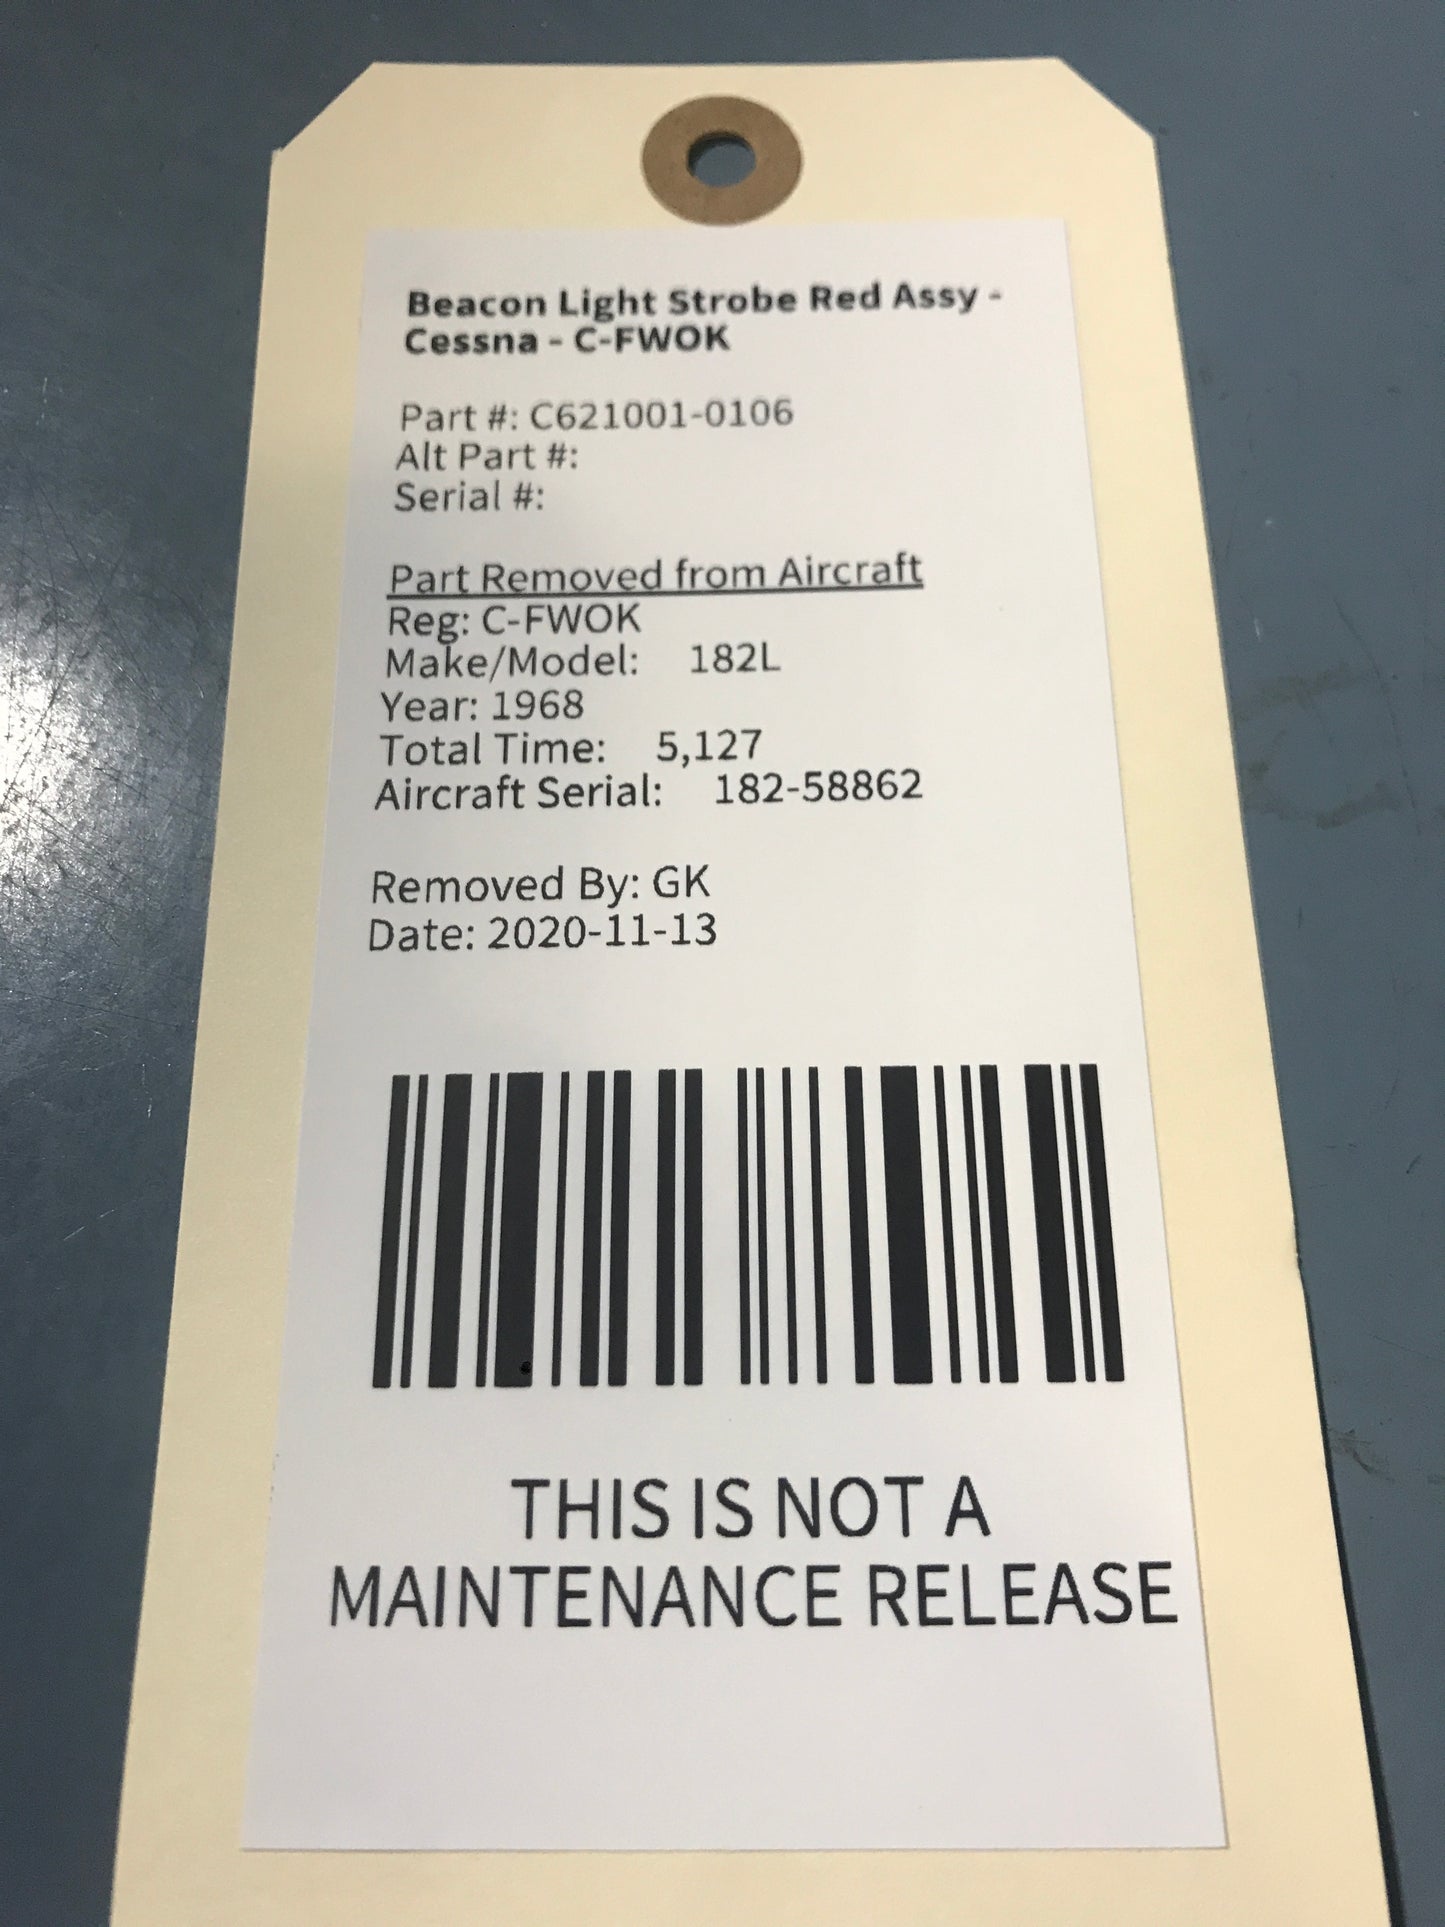 Beacon Light Strobe Red Assy -
Cessna - C-FWOK
Part #: C621001-0106
Alt Part #:
Serial #:
Part Removed from Aircraft
Reg: C-FWOK
Make/Model: 182L
Year: 1968
Total Time: 5,127
Aircraft Serial: 182-58862
Removed By: GK
Date: 2020-11-13
THIS IS NOT A
MAINTENANCE RELEASE